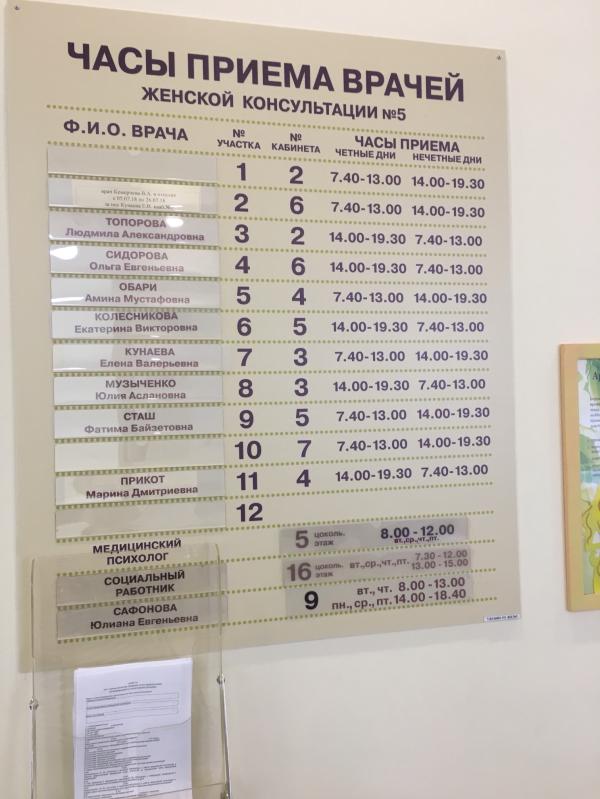 ЧАСЫ ПРИЕМА ВРАЧЕЙ
ЖЕНСКОЙ КОНСУЛЬТАЦИИ №5
Ф.И.О. ВРАЧА № УЧАСТКА № КАБИНЕТА ЧАСЫ ПРИЕМА
ЧЕТНЫЕ ДНИ НЕЧЕТНЫЕ ДНИ
1 2 7.40-13.00 14.00-19.30
врач В.А. в отпуске
с 05.07.18 по 26.07.18
2 6 7.40-13.00 14.00-19.30
ТОПОРОВА
Людмила Александровна 3 2 14.00-19.30 7.40-13.00
СИДОРОВА
Ольга Евгеньевна 4 6 14.00-19.30 7.40-13.00
ОБАРИ
Амина Мустафовна 5 4 7.40-13.00 14.00-19.30
КОЛЕСНИКОВА
Екатерина Викторовна 6 5 14.00-19.30 7.40-13.00
КУНАЕВА
Елена Валерьевна 7 3 7.40-13.00 14.00-19.30
МУЗЫЧЕНКО
Юлия Аслановна 8 3 14.00-19.30 7.40-13.00
СТАШ
Фатима Байзетовна 9 5 7.40-13.00 14.00-19.30
10 7 7.40-13.00 14.00-19.30
ПРИКОТ
Марина Дмитриевна 11 4 14.00-19.30 7.40-13.00
12
МЕДИЦИНСКИЙ
ПСИХОЛОГ 5 цоколь. этаж 8.00-12.00
вт.,ср.,чт.,пт.
СОЦИАЛЬНЫЙ
РАБОТНИК 16 цоколь. этаж вт.,ср.,чт.,пт. 7.30-12.00
13.00-15.00
САФОНОВА
Юлиана Евгеньевна 9 вт., чт. 8.00-13.00
пн., ср., пт. 14.00-18.40